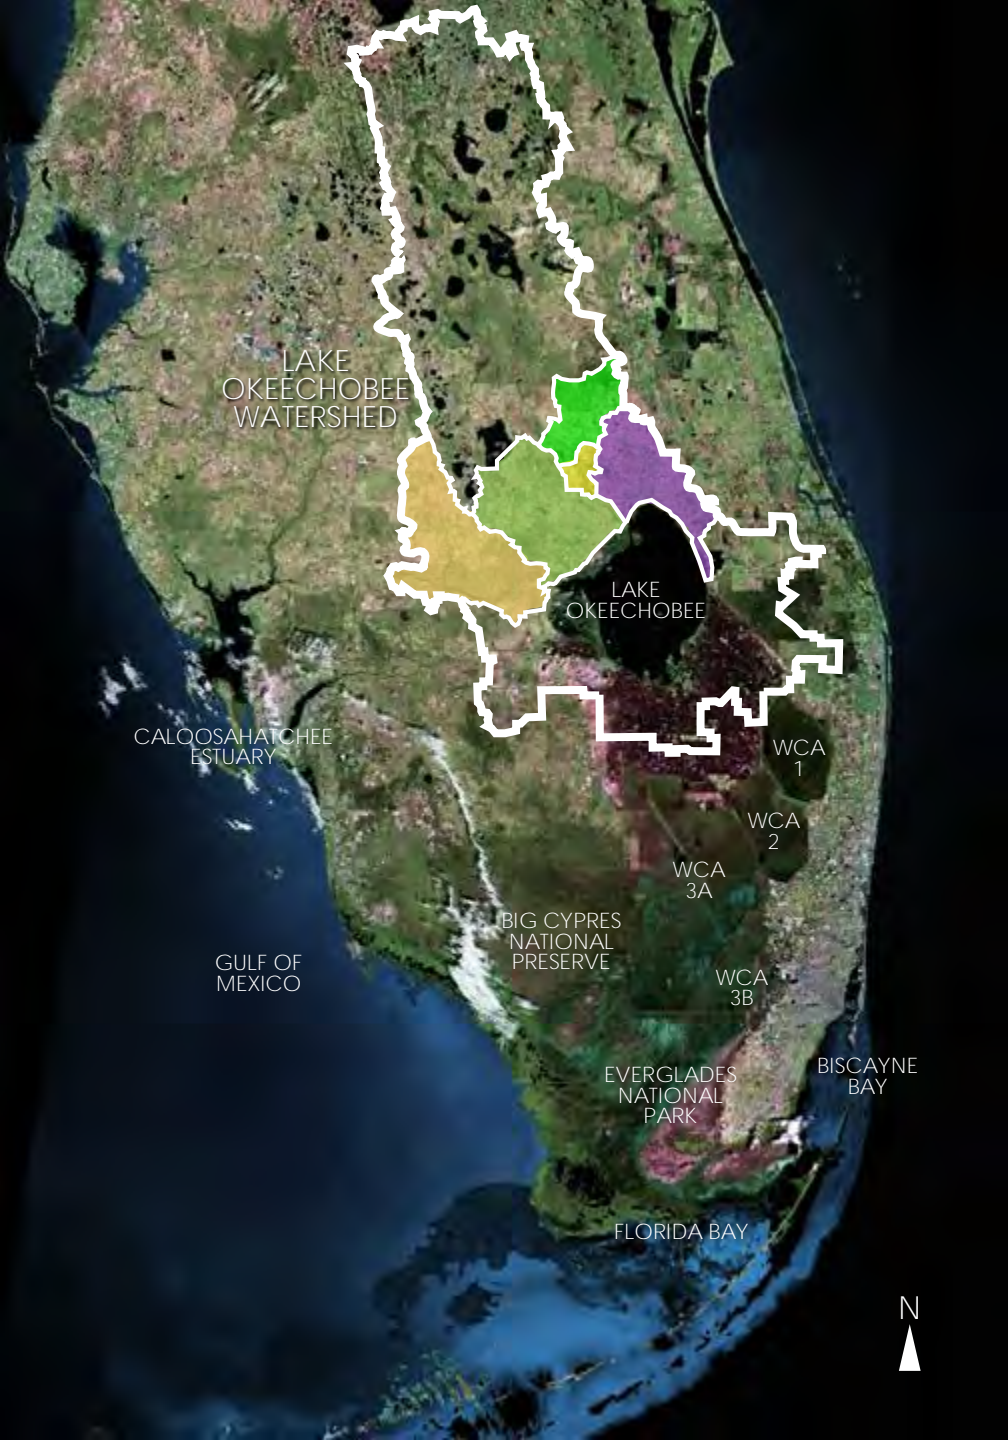 LAKE
OKEECHOBEE
WATERSHED
LAKE
OKEECHOBEE
CALOOSAHATCHEE
ESTUARY
WCA
1
WCA
2
WCA
3A
BIG CYPRES
NATIONAL
PRESERVE
GULF OF
MEXICO
WCA
3B
EVERGLADES
NATIONAL
PARK
BISCAYNE
BAY
FLORIDA BAY
N